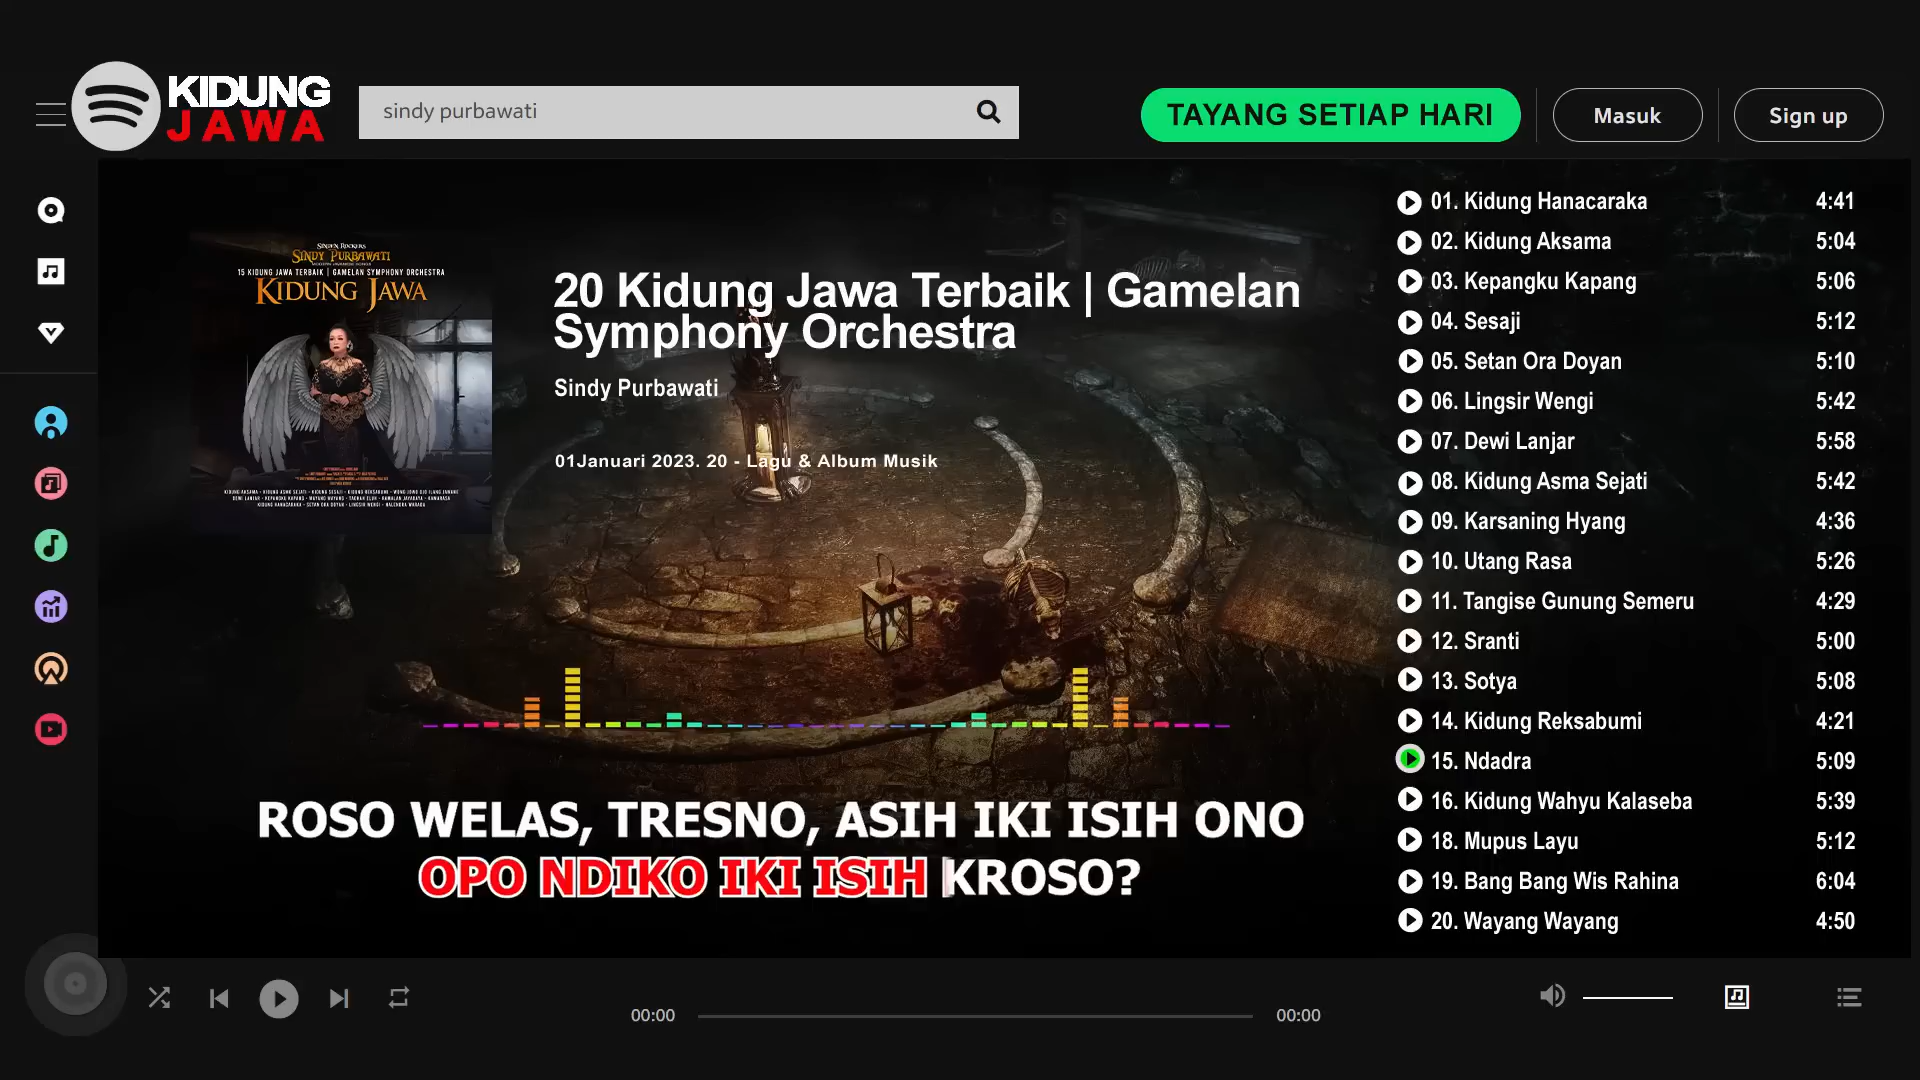 KIDUNG
JAWA
sindy purbawati
TAYANG SETIAP HARI
Masuk
Sign up
SINDEN ROCKERS
SINDY PURBAWATI
15 KIDUNG JAWA TERBAIK | GAMELAN SYMPHONY ORCHESTRA
KIDUNG JAWA
20 Kidung Jawa Terbaik | Gamelan
Symphony Orchestra
Sindy Purbawati
01Januari 2023. 20 - Lagu & Album Musik
01. Kidung Hanacaraka 4:41
02. Kidung Aksama 5:04
03. Kepangku Kapang 5:06
04. Sesaji 5:12
05. Setan Ora Doyan 5:10
06. Lingsir Wengi 5:42
07. Dewi Lanjar 5:58
08. Kidung Asma Sejati 5:42
09. Karsaning Hyang 4:36
10. Utang Rasa 5:26
11. Tangise Gunung Semeru 4:29
12. Sranti 5:00
13. Sotya 5:08
14. Kidung Reksabumi 4:21
15. Ndadra 5:09
16. Kidung Wahyu Kalaseba 5:39
18. Mupus Layu 5:12
19. Bang Bang Wis Rahina 6:04
20. Wayang Wayang 4:50
ROSO WELAS, TRESNO, ASIH IKI ISIH ONO
OPO NDIKO IKI ISIH KROSO?
00:00
00:00